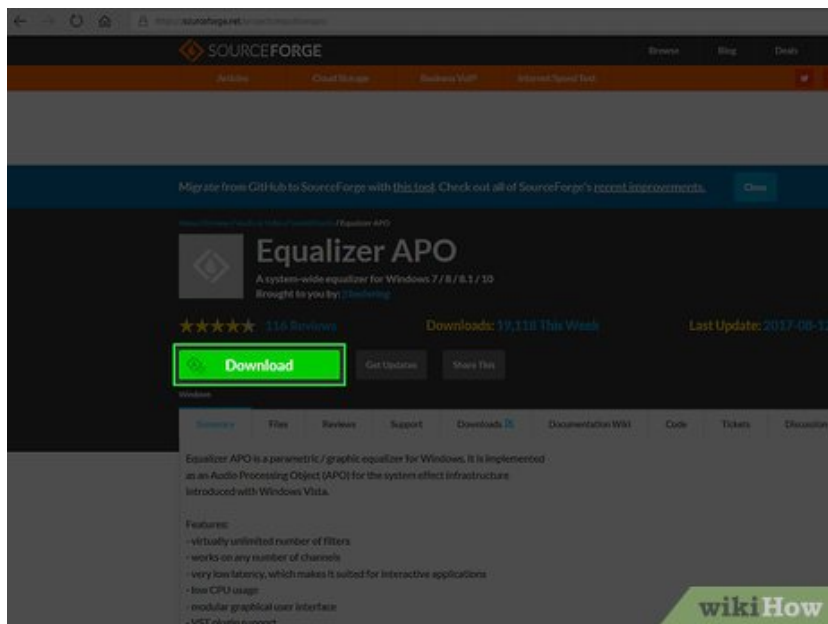 sourceforge.net
SOURCEFORGE
Browse Blog Deals
Articles Cloud Storage Business VoIP Internet Speed Test
Migrate from GitHub to SourceForge with this tool. Check out all of SourceForge's recent improvements. Close
/ Equalizer APO
Equalizer APO
A system-wide equalizer for Windows 7 / 8 / 8.1 / 10
Brought to you by:
116 Reviews Downloads: 19,118 This Week Last Update: 2017-08-12
Download Get Updates Share This
Windows
Summary Files Reviews Support Downloads Documentation Wiki Code Tickets Discussion
Equalizer APO is a parametric / graphic equalizer for Windows. It is implemented
as an Audio Processing Object (APO) for the system effect infrastructure
introduced with Windows Vista.
Features:
- virtually unlimited number of filters
- works on any number of channels
- very low latency, which makes it suited for interactive applications
- low CPU usage
- modular graphical user interface
- VST plugin support
wikiHow